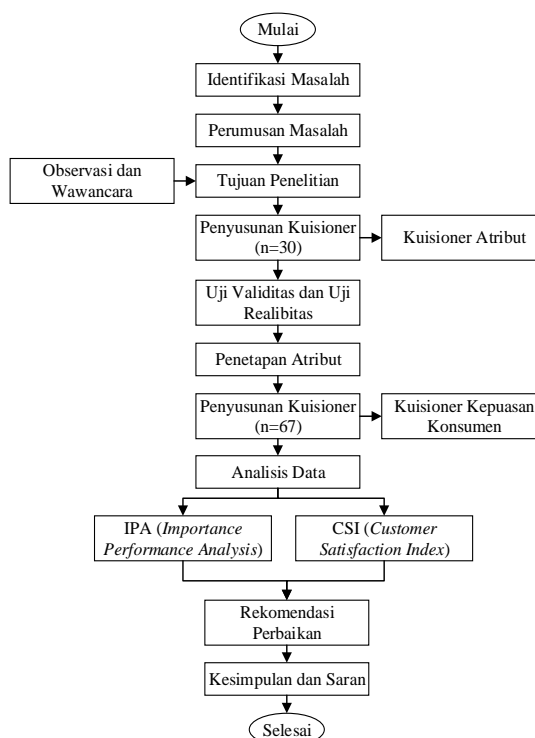 Mulai
Identifikasi Masalah
Perumusan Masalah
Observasi dan
Wawancara
Tujuan Penelitian
Penyusunan Kuisioner
(n=30)
Kuisioner Atribut
Uji Validitas dan Uji
Realibitas
Penetapan Atribut
Penyusunan Kuisioner
(n=67)
Kuisioner Kepuasan
Konsumen
Analisis Data
IPA (Importance
Performance Analysis)
CSI (Customer
Satisfaction Index)
Rekomendasi
Perbaikan
Kesimpulan dan Saran
Selesai